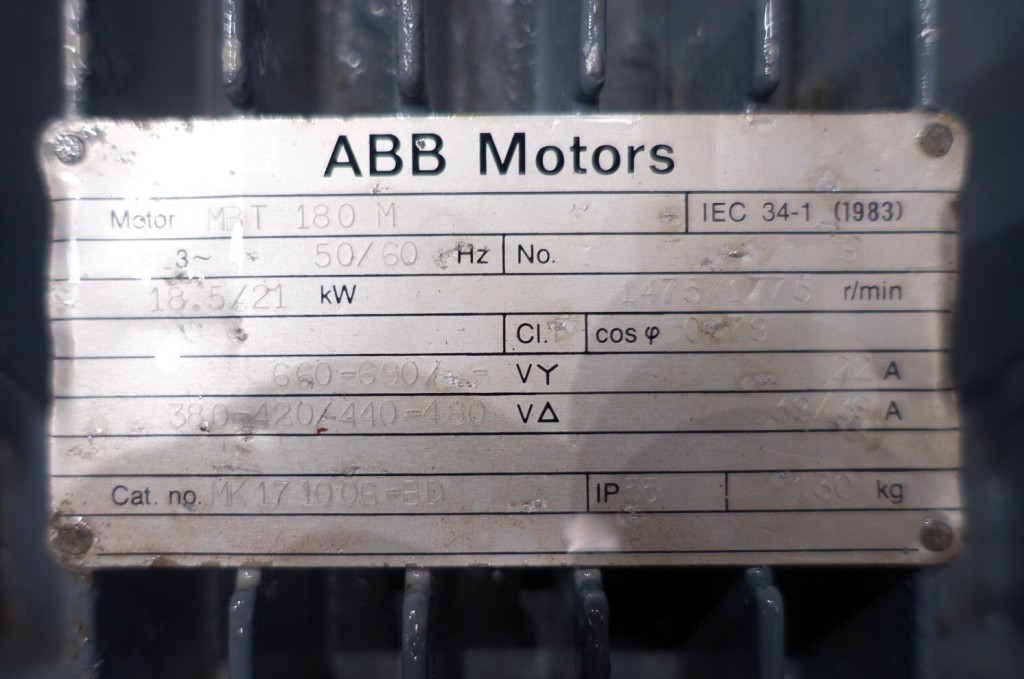 ABB Motors
Motor MBT 180 M IEC 34-1 (1983)
3~ 50/60 Hz No.
18.5/21 kW 1475/1775 r/min
Cl. cos φ
660-690/ - VY
380-420/440-480 VΔ A
Cat. no. MK 171006-BD IP 130 kg